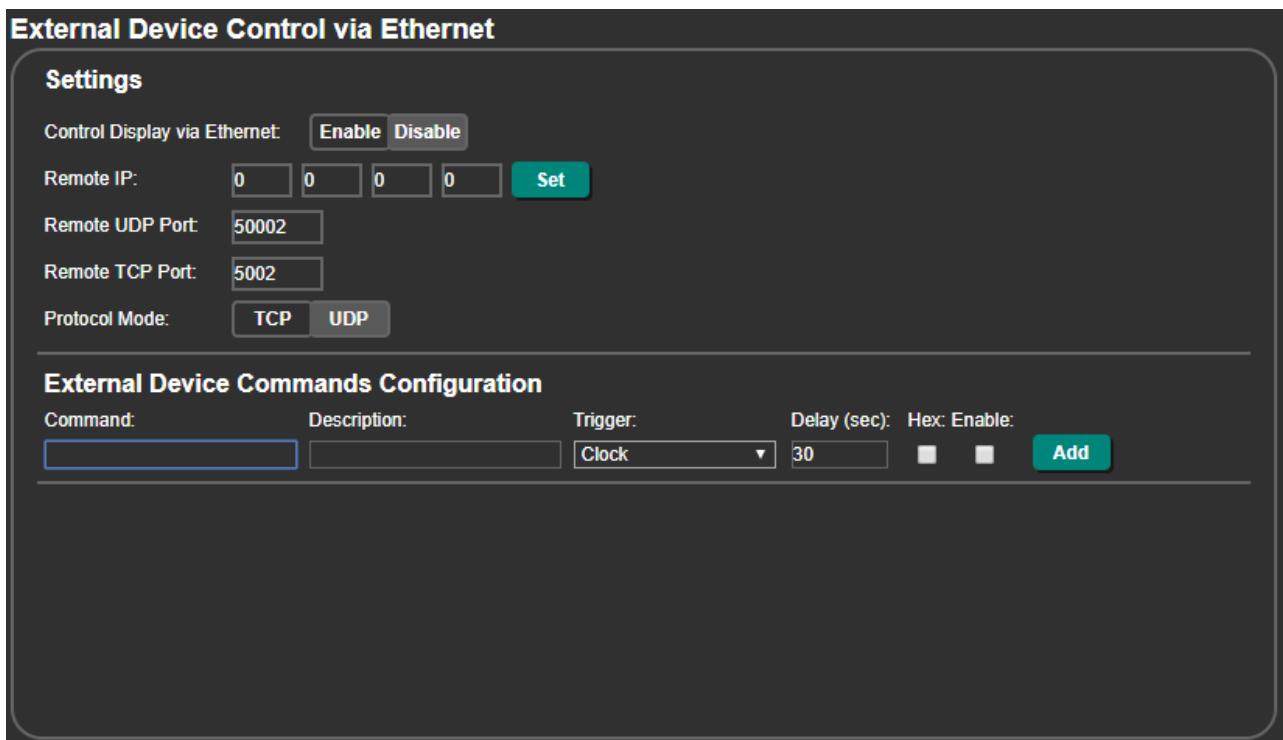 External Device Control via Ethernet
Settings
Control Display via Ethernet: Enable Disable
Remote IP: 0 0 0 0 Set
Remote UDP Port: 50002
Remote TCP Port: 5002
Protocol Mode: TCP UDP
External Device Commands Configuration
Command: Description: Trigger: Delay (sec): Hex: Enable:
Clock 30 Add